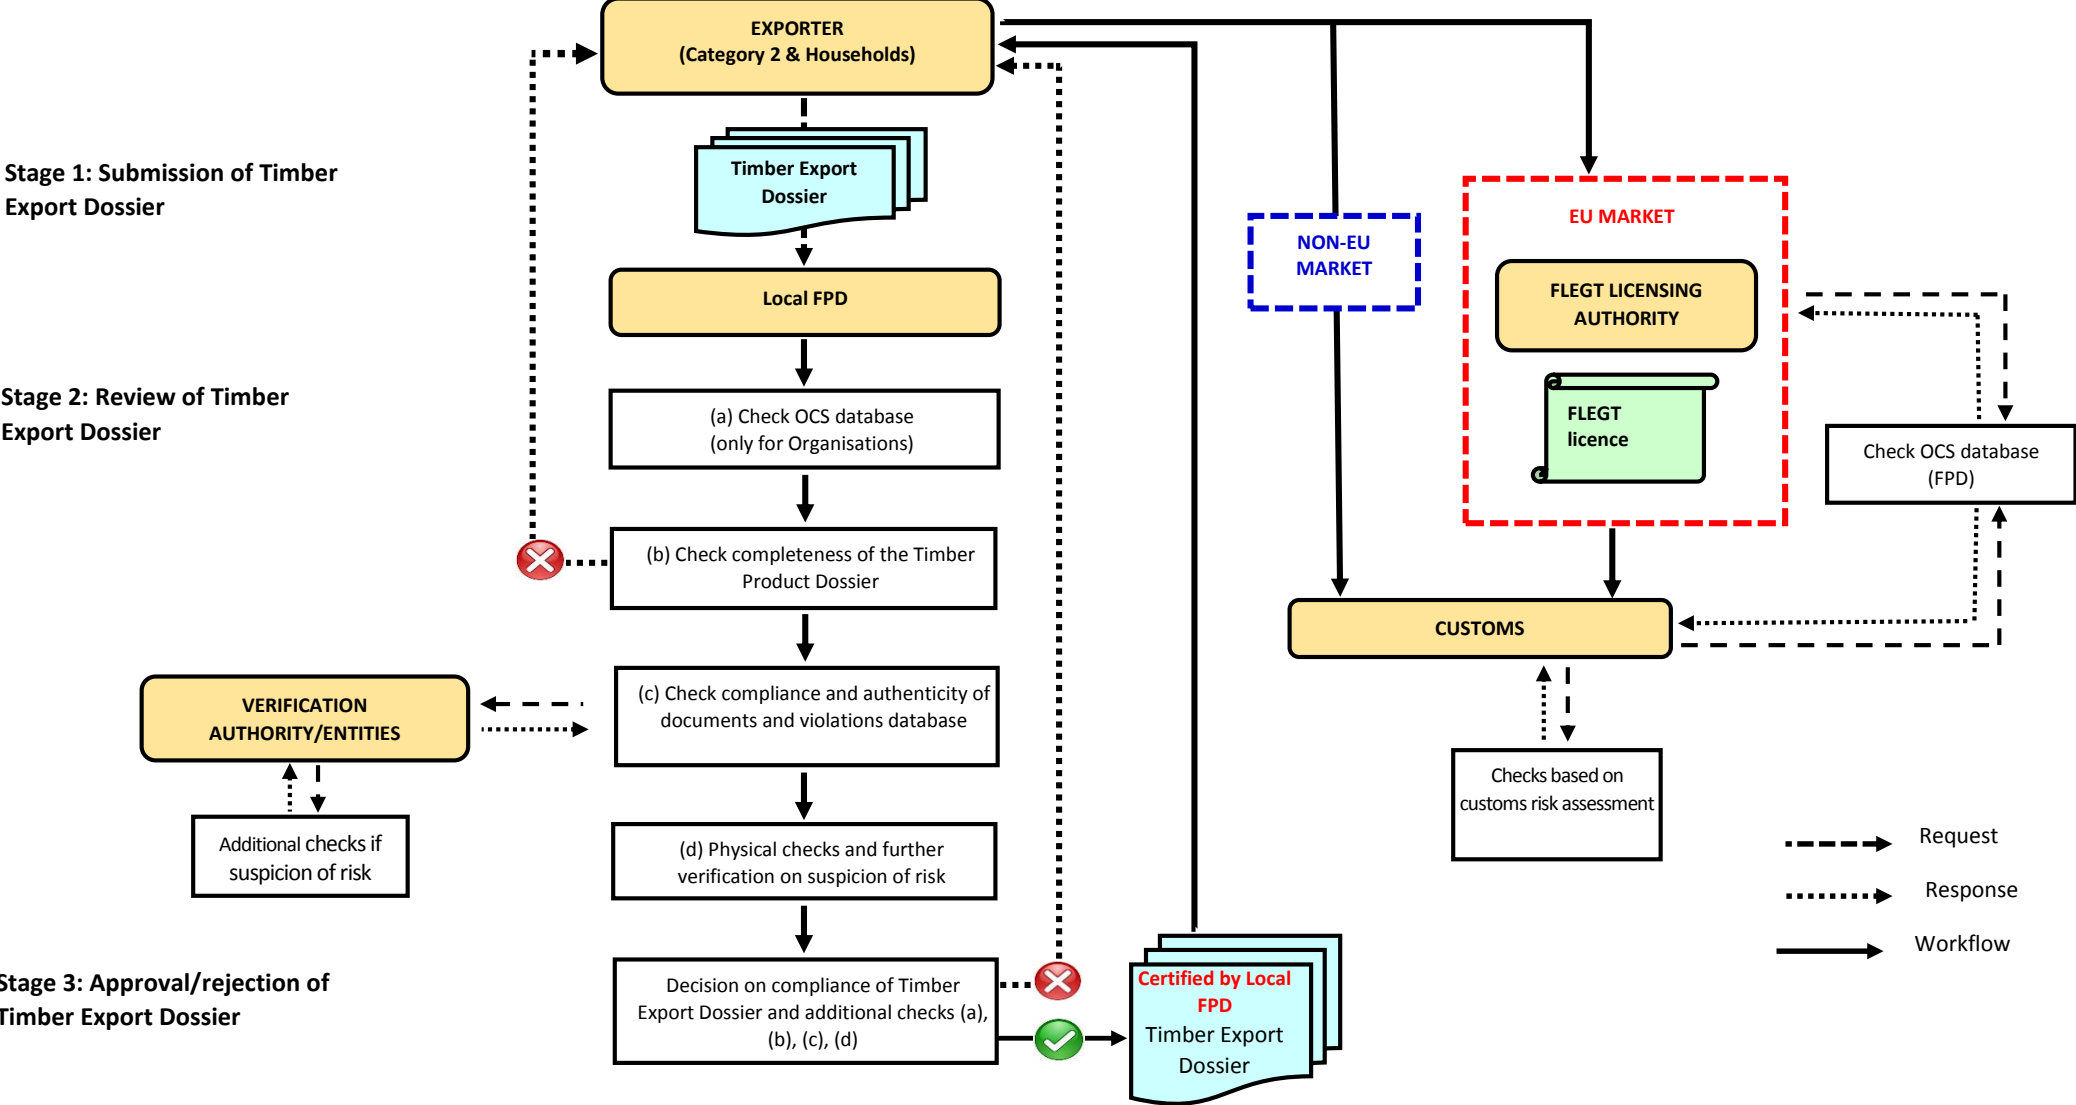 EXPORTER
(Category 2 & Households)
Stage 1: Submission of Timber
Export Dossier
Timber Export
Dossier
Local FPD
NON-EU
MARKET
EU MARKET
FLEGT LICENSING
AUTHORITY
FLEGT
licence
Check OCS database
(FPD)
Stage 2: Review of Timber
Export Dossier
(a) Check OCS database
(only for Organisations)
(b) Check completeness of the Timber
Product Dossier
CUSTOMS
(c) Check compliance and authenticity of
documents and violations database
VERIFICATION
AUTHORITY/ENTITIES
Additional checks if
suspicion of risk
Checks based on
customs risk assessment
(d) Physical checks and further
verification on suspicion of risk
Request
Response
Workflow
Stage 3: Approval/rejection of
Timber Export Dossier
Decision on compliance of Timber
Export Dossier and additional checks (a),
(b), (c), (d)
Certified by Local
FPD
Timber Export
Dossier